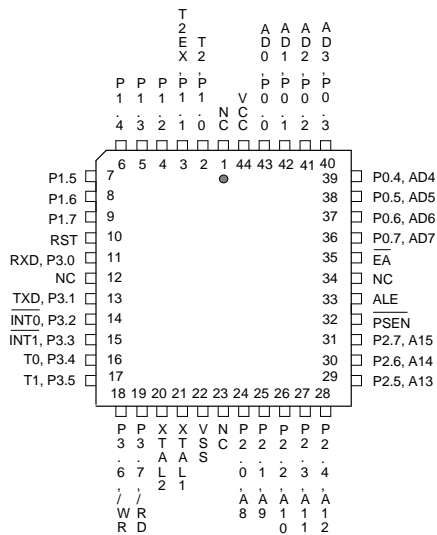 P1.4
P1.3
P1.2
T2EX, P1.1
T2, P1.0
NC
VCC
AD0, P0.0
AD1, P0.1
AD2, P0.2
AD3, P0.3
6 5 4 3 2 1 44 43 42 41 40
P1.5 7
P1.6 8
P1.7 9
RST 10
RXD, P3.0 11
NC 12
TXD, P3.1 13
INT0, P3.2 14
INT1, P3.3 15
T0, P3.4 16
T1, P3.5 17
39 P0.4, AD4
38 P0.5, AD5
37 P0.6, AD6
36 P0.7, AD7
35 EA
34 NC
33 ALE
32 PSEN
31 P2.7, A15
30 P2.6, A14
29 P2.5, A13
18 19 20 21 22 23 24 25 26 27 28
P3.6,/WR
P3.7,/RD
XTAL2
XTAL1
VSS
NC
P2.0,A8
P2.1,A9
P2.2,A10
P2.3,A11
P2.4,A12